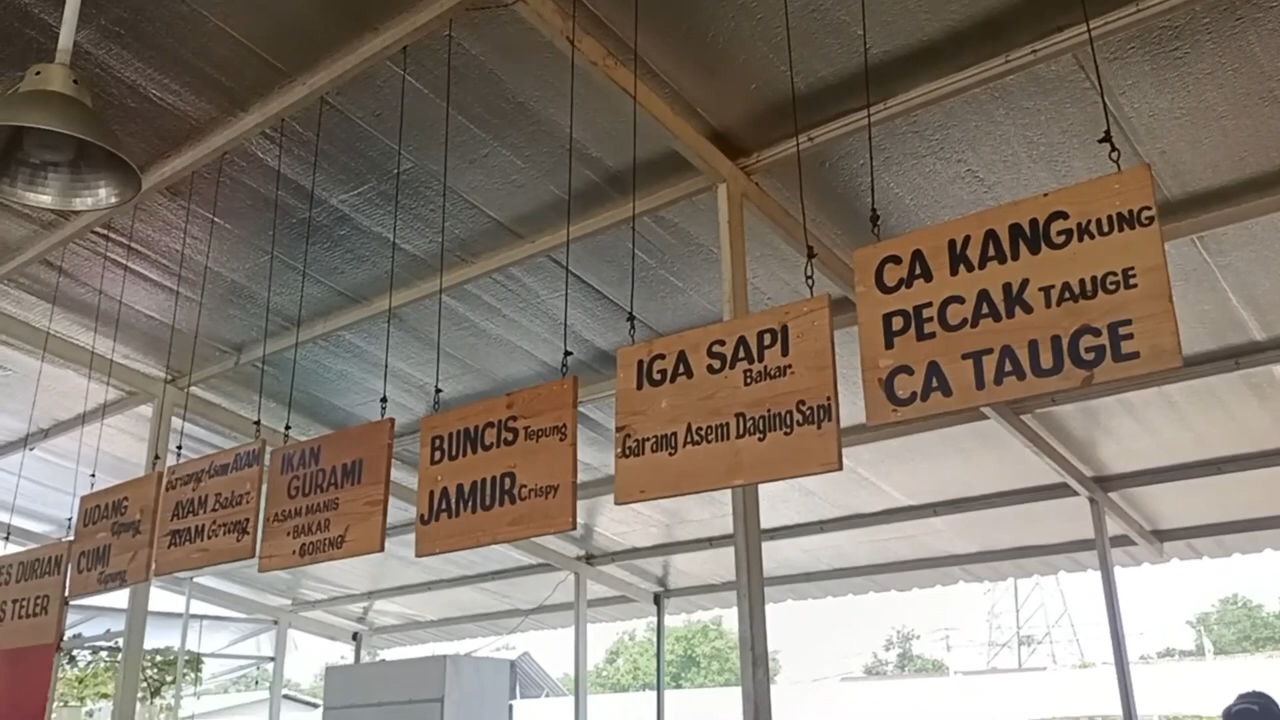 ES DURIAN
S TELER
UDANG
Tepung
CUMI
Tepung
Garang Asem AYAM
AYAM Bakar
AYAM Goreng
IKAN
GURAMI
• ASAM MANIS
• BAKAR
• GORENG
BUNCIS Tepung
JAMUR Crispy
IGA SAPI
Bakar
Garang Asem Daging Sapi
CA KANGKUNG
PECAK TAUGE
CA TAUGE